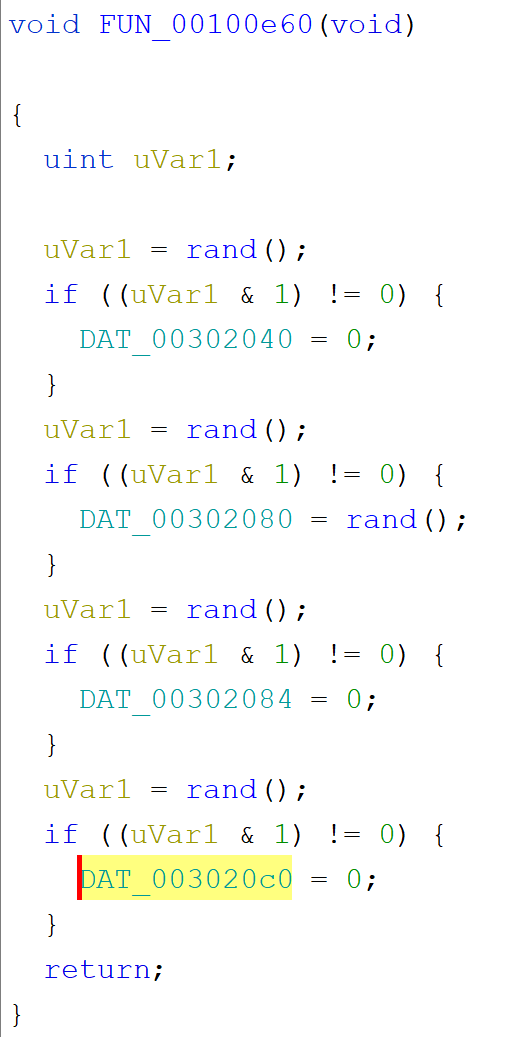 void FUN_00100e60(void)
{
uint uVar1;
uVar1 = rand();
if ((uVar1 & 1) != 0) {
DAT_00302040 = 0;
}
uVar1 = rand();
if ((uVar1 & 1) != 0) {
DAT_00302080 = rand();
}
uVar1 = rand();
if ((uVar1 & 1) != 0) {
DAT_00302084 = 0;
}
uVar1 = rand();
if ((uVar1 & 1) != 0) {
DAT_003020c0 = 0;
}
return;
}